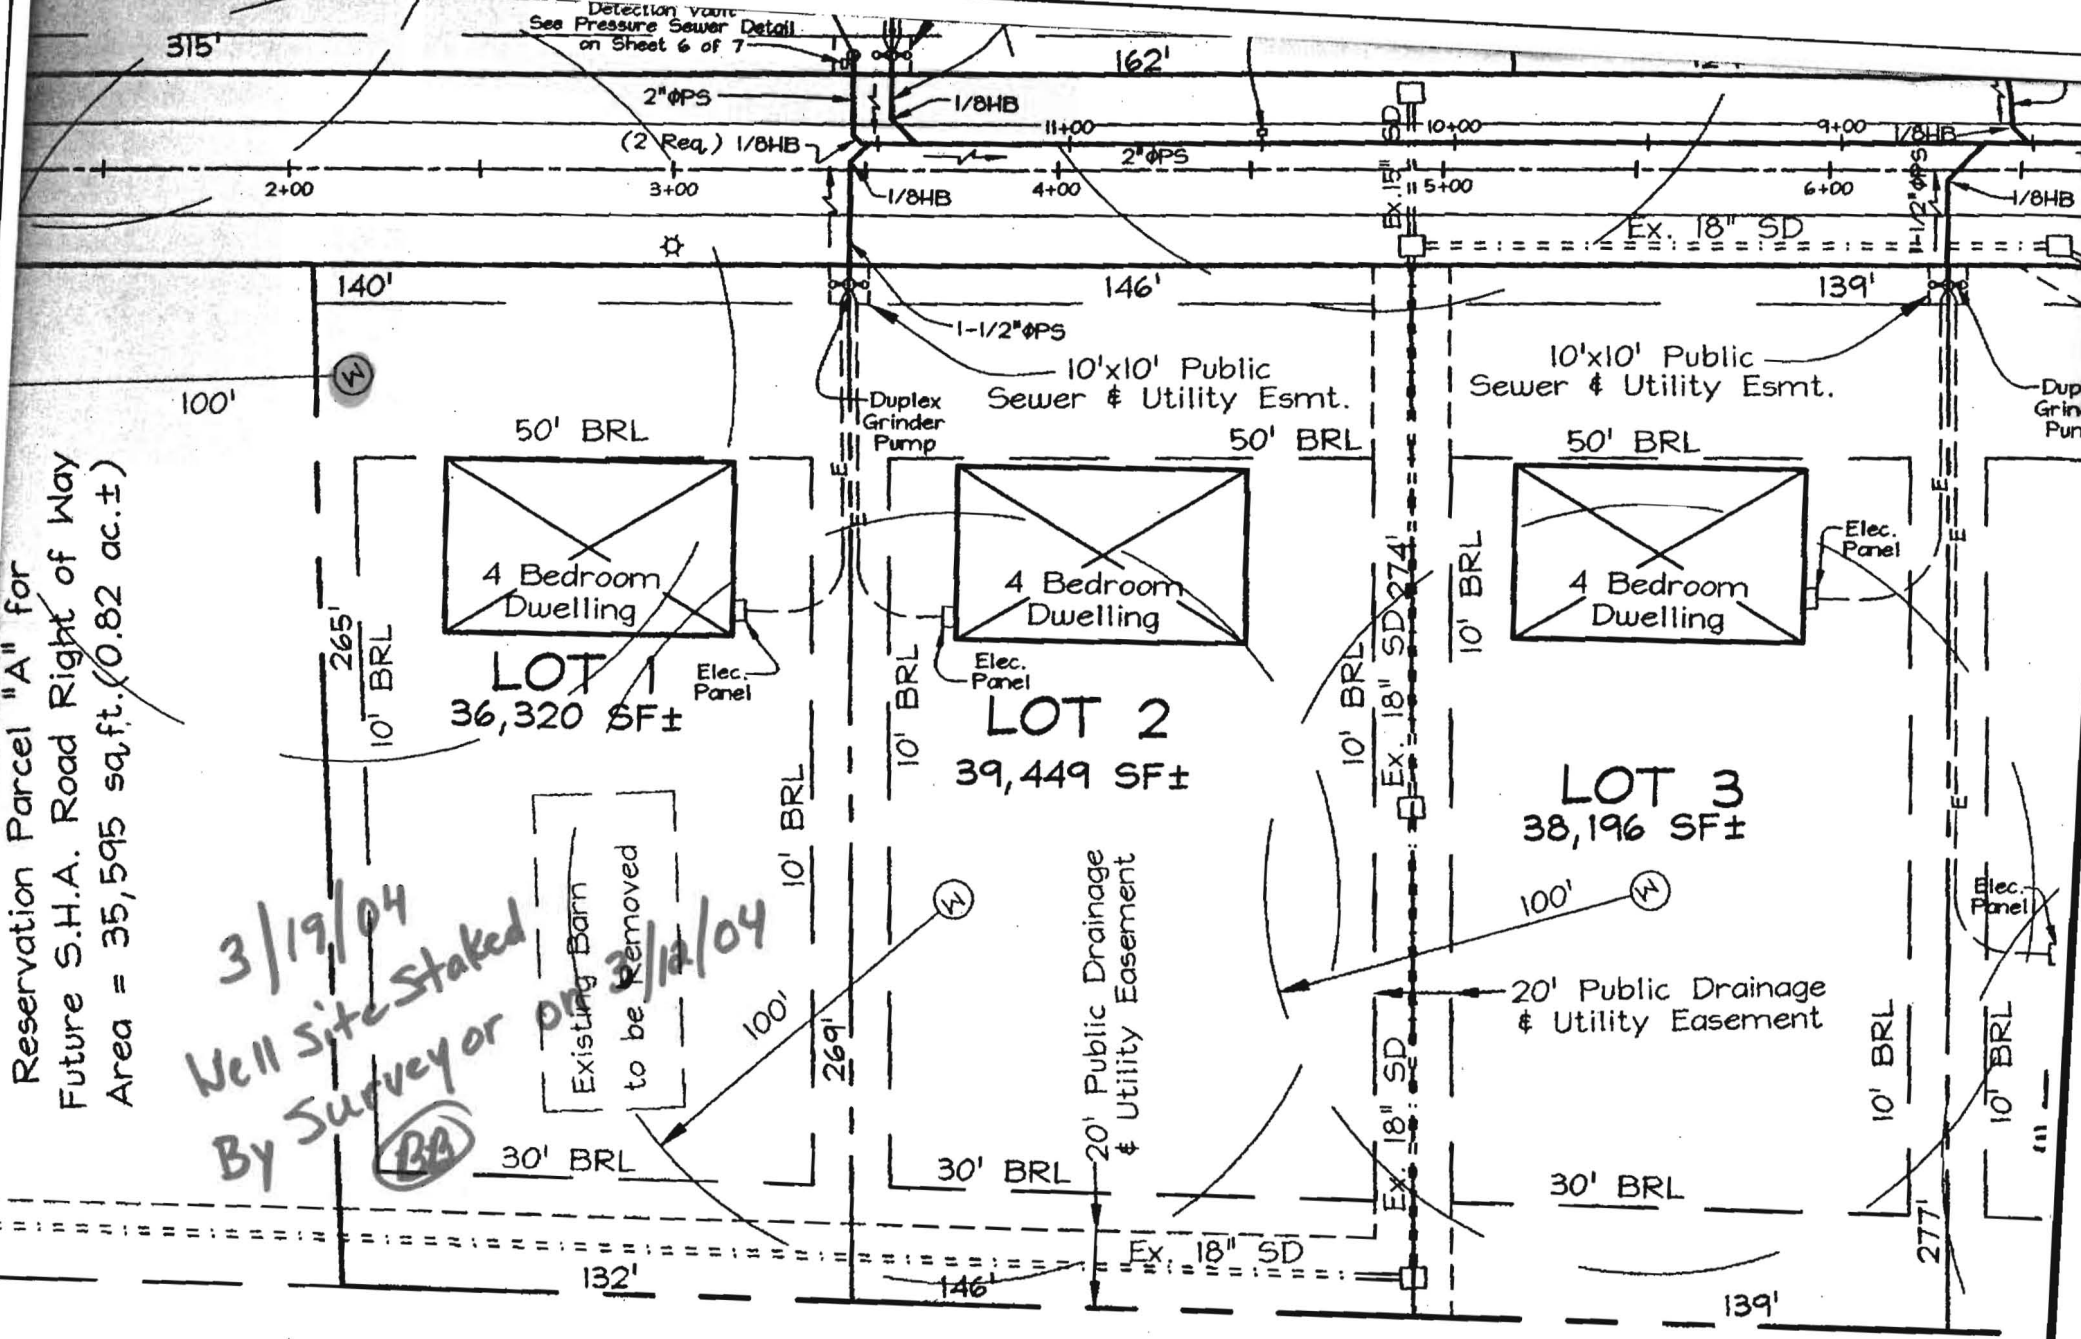 Detection Vault
See Pressure Sewer Detail
on Sheet 6 of 7
315'
162'
2"ΦPS
1/8HB
(2 Req.) 1/8HB
11+00
10+00
9+00
1/8HB
2"ΦPS
2+00
3+00
4+00
5+00
6+00
1/8HB
1/8HB
Ex. 15" SD
1-1/2"ΦPS
Ex. 18" SD
140'
146'
139'
1-1/2"ΦPS
W
100'
10'x10' Public
Sewer & Utility Esmt.
10'x10' Public
Sewer & Utility Esmt.
Duplex
Grinder
Pump
Dup
Grin
Pum
50' BRL
50' BRL
50' BRL
E
E
E
E
E
4 Bedroom
Dwelling
4 Bedroom
Dwelling
4 Bedroom
Dwelling
Elec.
Panel
Elec.
Panel
Elec.
Panel
Elec.
Panel
Reservation Parcel "A" for
Future S.H.A. Road Right of Way
Area = 35,595 sq.ft.(0.82 ac.±)
265'
10' BRL
LOT 1
36,320 SF±
10' BRL
10' BRL
LOT 2
39,449 SF±
10' BRL
Ex. 18" SD 274'
10' BRL
LOT 3
38,196 SF±
Existing Barn
to be Removed
3/19/04
Well site staked
By Surveyor on 3/12/04
BB
W
100'
269'
20' Public Drainage
& Utility Easement
W
100'
20' Public Drainage
& Utility Easement
Ex. 18" SD
10' BRL
10' BRL
30' BRL
30' BRL
30' BRL
277'
Ex. 18" SD
132'
146'
139'